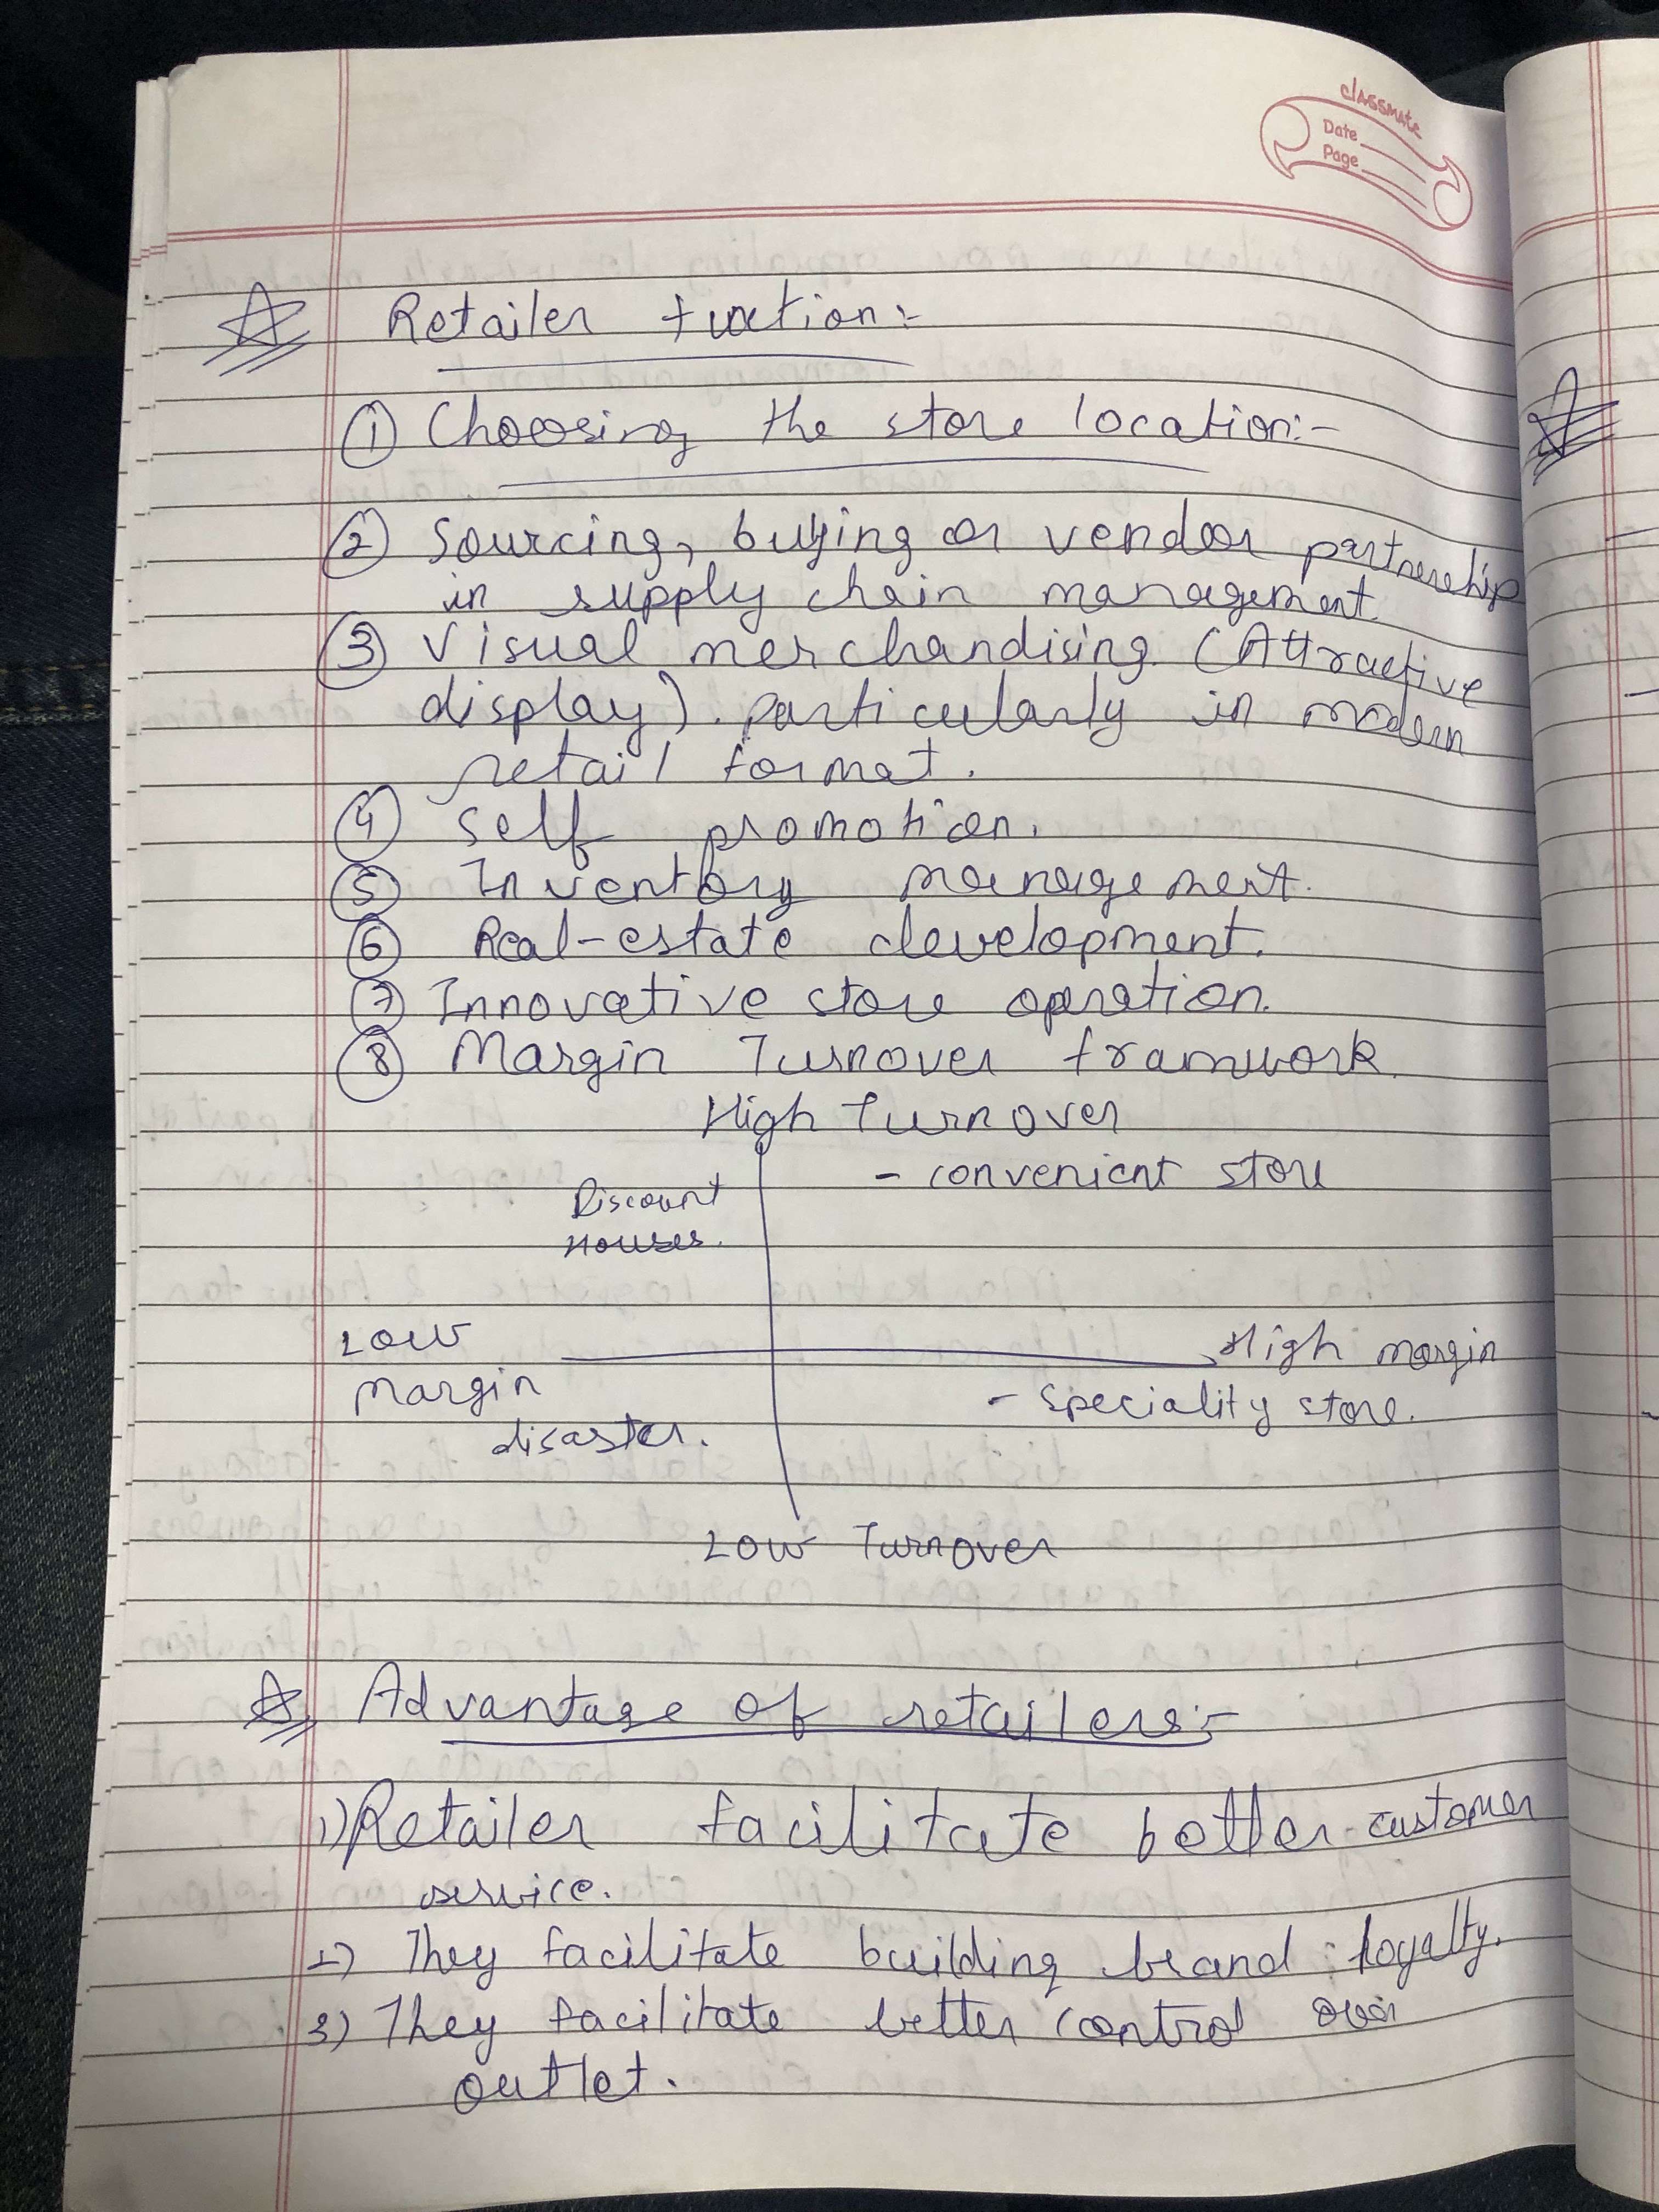 classmate
Date
Page
Retailer function:-
① Choosing the store location:-
② Sourcing, buying or vendor partnership
in supply chain management.
③ Visual merchandising. (Attractive
display). particularly in modern
retail format.
④ Self promotion.
⑤ Inventory management.
⑥ Real-estate development.
⑦ Innovative store operation.
⑧ Margin Turnover framwork.
High Turnover
- convenient store
Discount
Houses.
Low
Margin
High margin
- Speciality store.
disaster.
Low Turnover
Advantage of retailers:-
1) Retailer facilitate better customer
service.
2) They facilitate building brand loyalty.
3) They facilitate better control over
outlet.